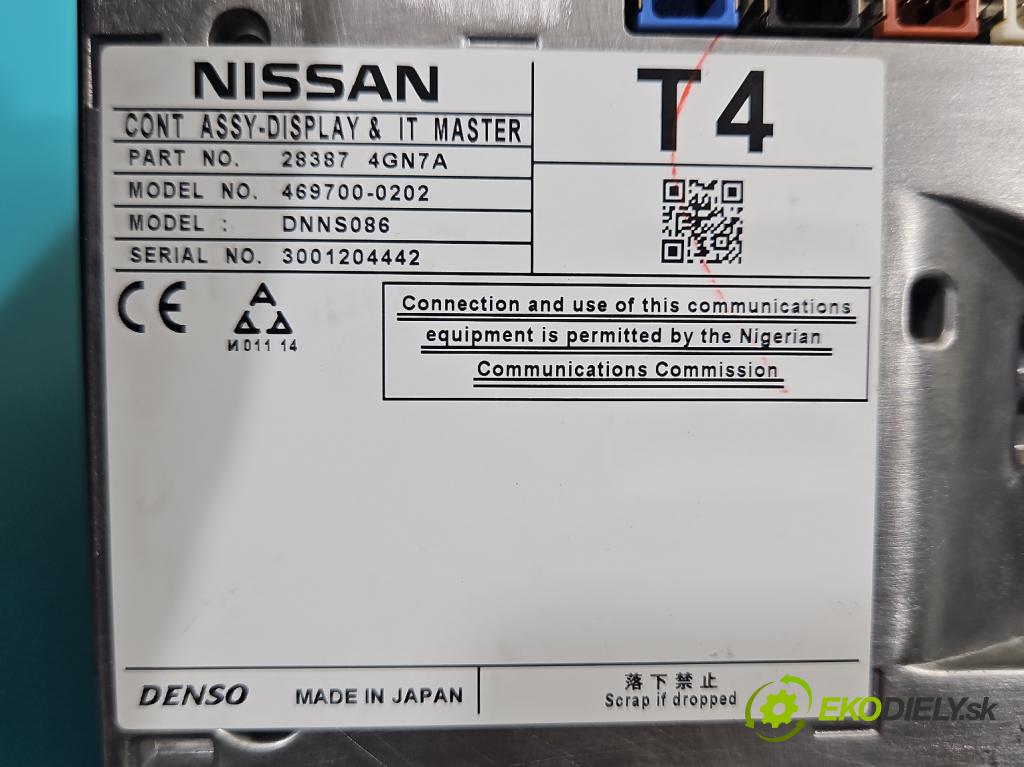 NISSAN
T4
CONT ASSY-DISPLAY & IT MASTER
PART NO. 28387 4GN7A
MODEL NO. 469700-0202
MODEL : DNNS086
SERIAL NO. 3001204442
CE
A
И011 14
Connection and use of this communications
equipment is permitted by the Nigerian
Communications Commission
DENSO
MADE IN JAPAN
落下禁止
Scrap if dropped
EKODIELY.sk